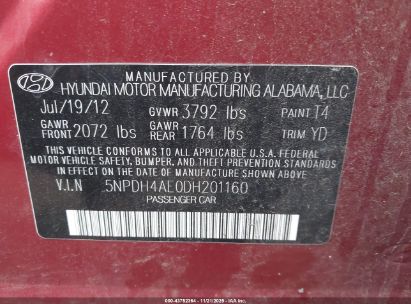 MANUFACTURED BY
HYUNDAI MOTOR MANUFACTURING ALABAMA, LLC
Jul/19/12 GVWR 3792 lbs PAINT T4
GAWR FRONT 2072 lbs GAWR REAR 1764 lbs TRIM YD
THIS VEHICLE CONFORMS TO ALL APPLICABLE U.S.A. FEDERAL
MOTOR VEHICLE SAFETY, BUMPER, AND THEFT PREVENTION
STANDARDS IN EFFECT ON THE DATE OF MANUFACTURE SHOWN ABOVE.
V.I.N 5NPDH4AE0DH201160
PASSENGER CAR